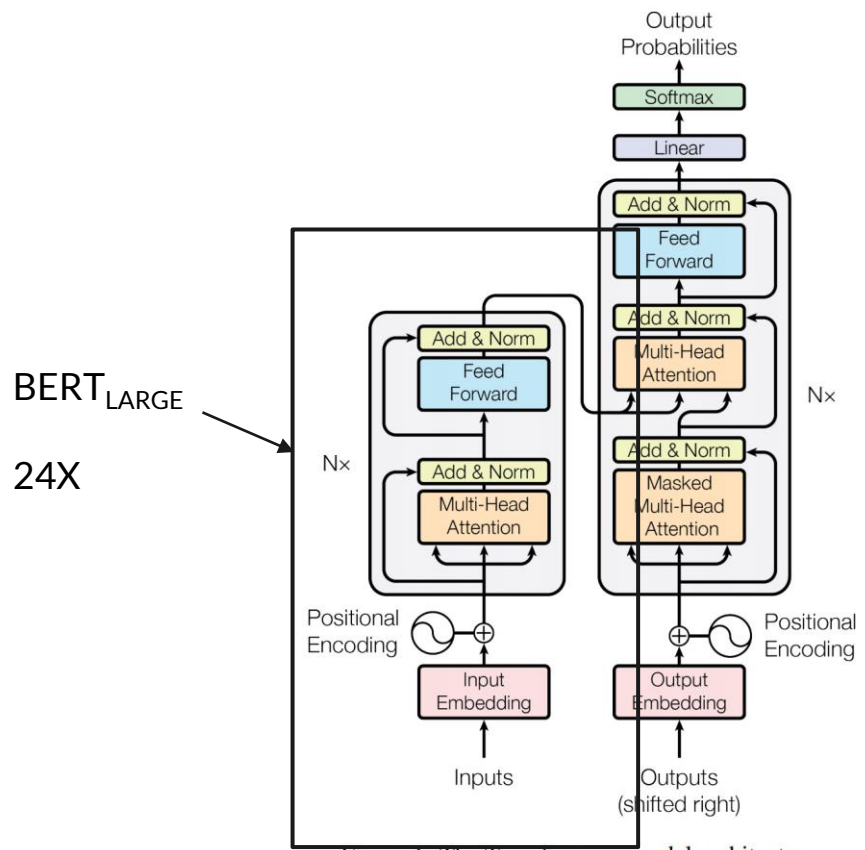 Output
Probabilities
Softmax
Linear
Add & Norm
Feed
Forward
Add & Norm
Multi-Head
Attention
Nx
Add & Norm
Masked
Multi-Head
Attention
Positional
Encoding
Output
Embedding
Outputs
(shifted right)
Add & Norm
Feed
Forward
Nx
Add & Norm
Multi-Head
Attention
Positional
Encoding
Input
Embedding
Inputs
BERT LARGE
24X